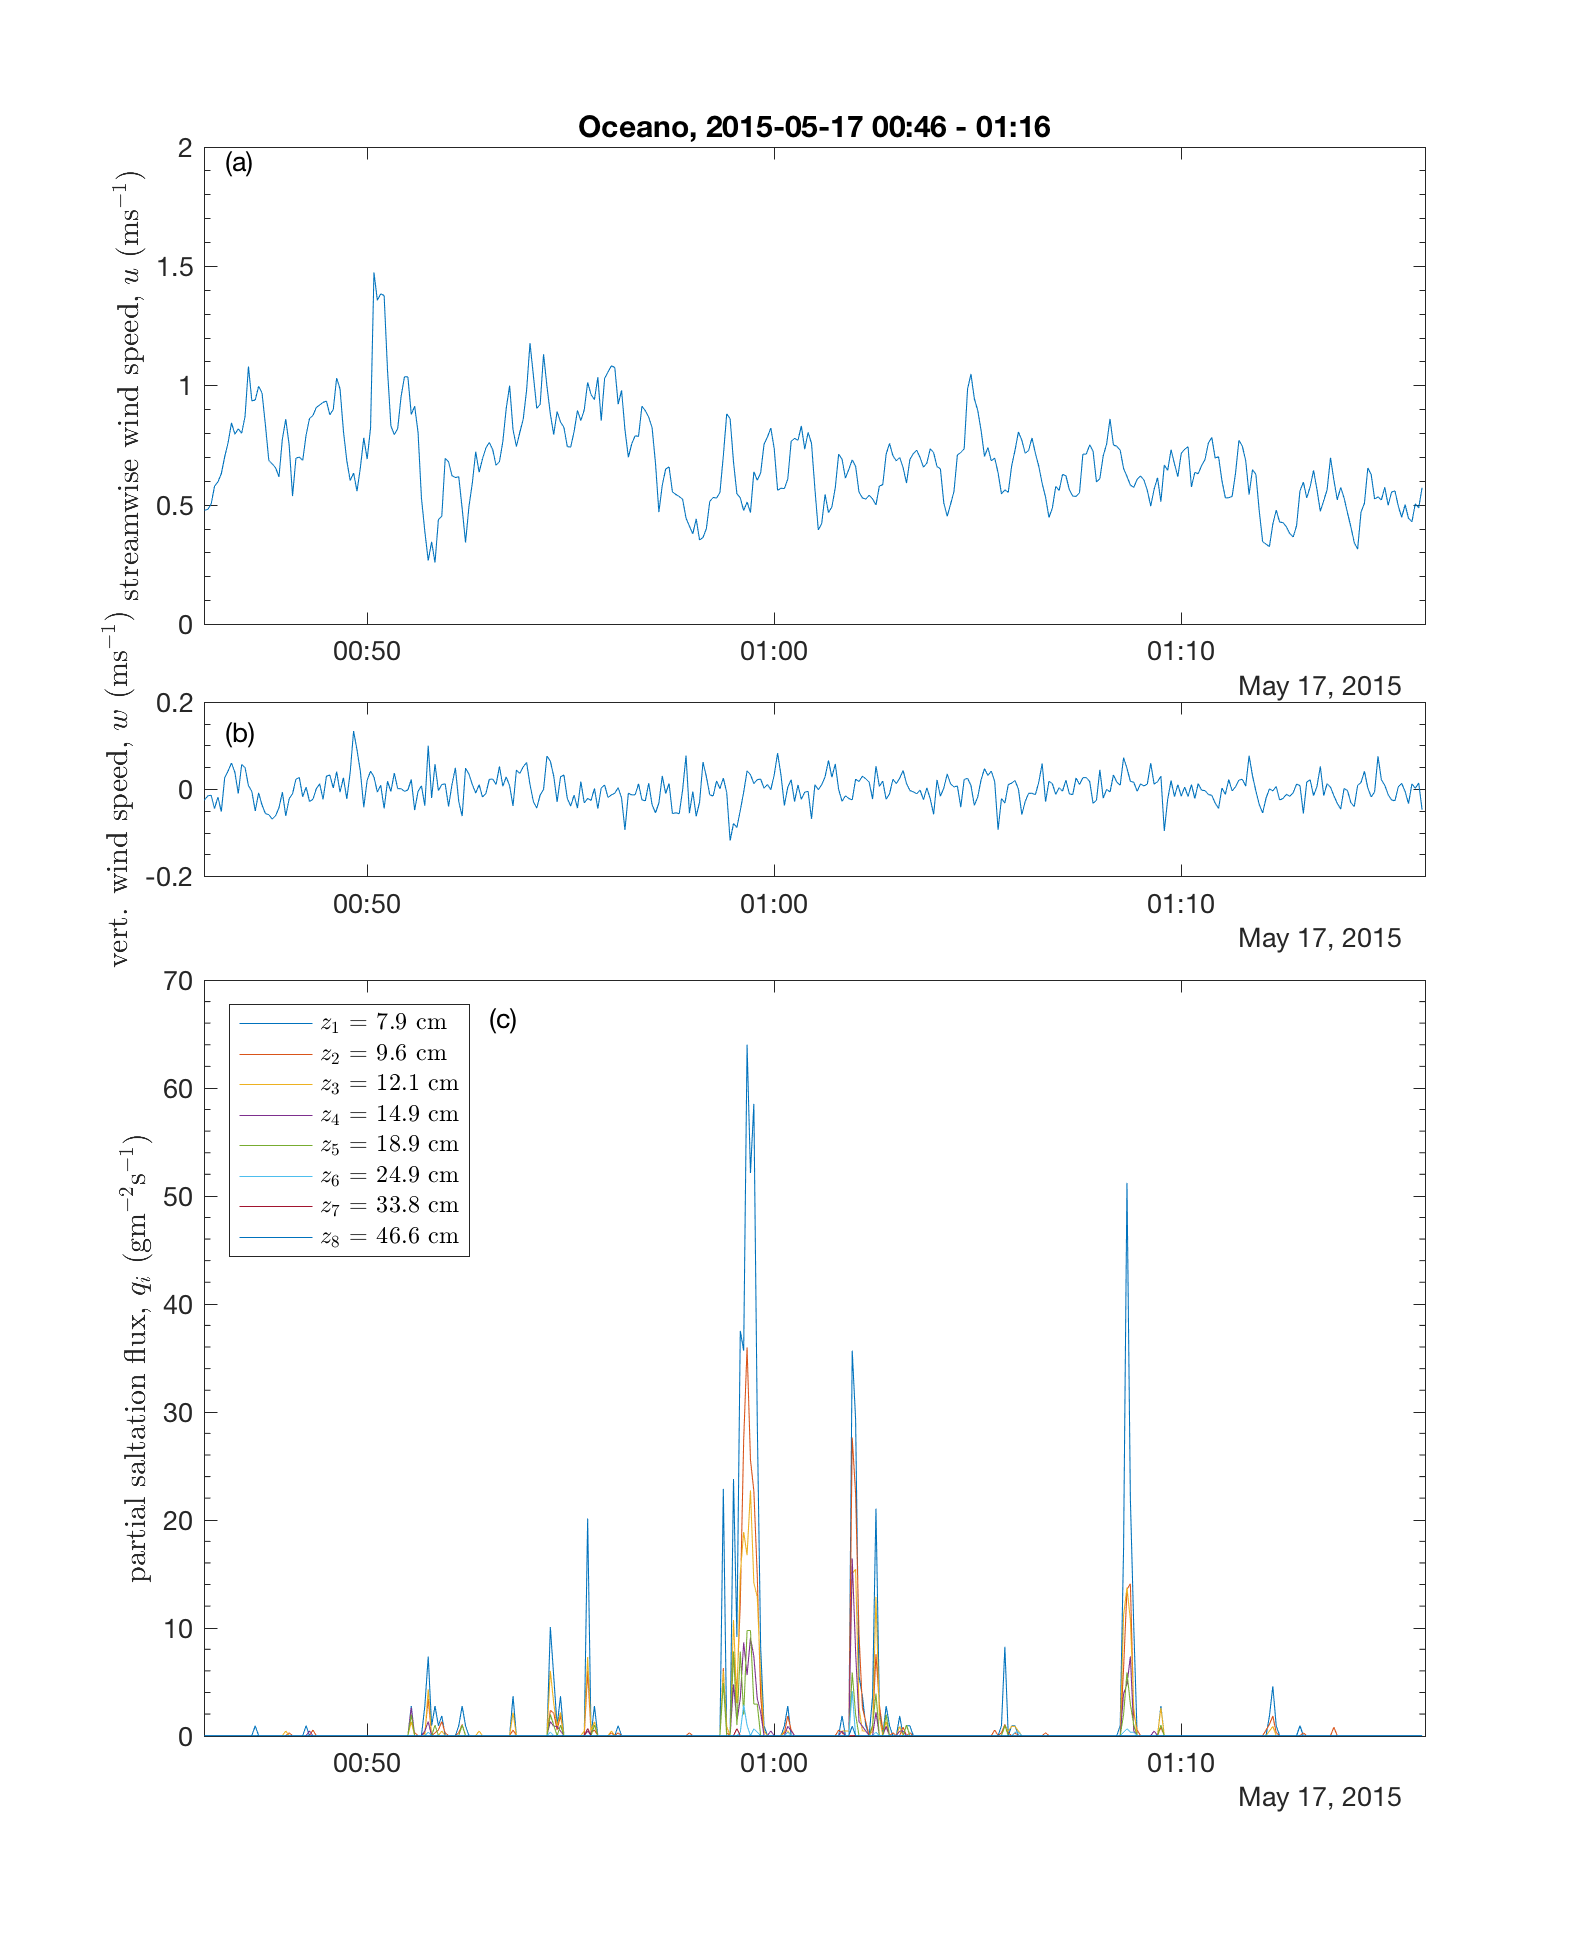 Oceano, 2015-05-17 00:46 - 01:16
(a)
streamwise wind speed, u (ms⁻¹)
2
1.5
1
0.5
0
00:50 01:00 01:10
May 17, 2015
(b)
vert. wind speed, w (ms⁻¹)
0.2
0
-0.2
00:50 01:00 01:10
May 17, 2015
(c)
partial saltation flux, qᵢ (gm⁻²s⁻¹)
70
60
50
40
30
20
10
0
z₁ = 7.9 cm
z₂ = 9.6 cm
z₃ = 12.1 cm
z₄ = 14.9 cm
z₅ = 18.9 cm
z₆ = 24.9 cm
z₇ = 33.8 cm
z₈ = 46.6 cm
00:50 01:00 01:10
May 17, 2015